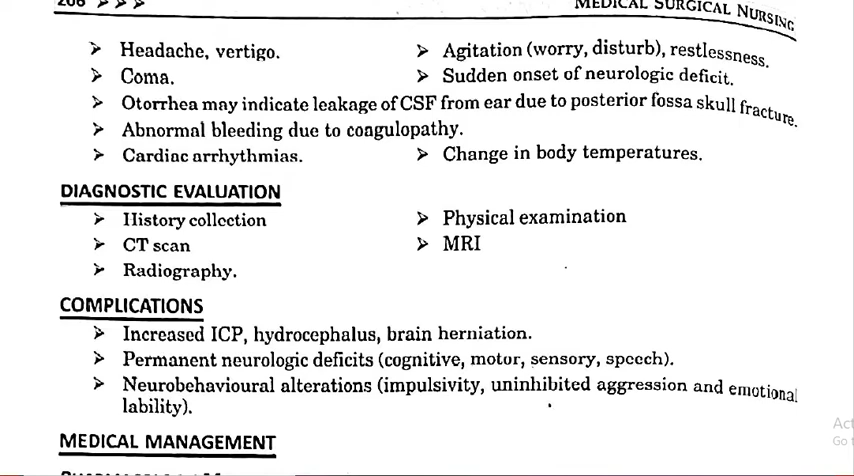 206 ➤ ➤ ➤ MEDICAL SURGICAL NURSING
➤ Headache, vertigo. ➤ Agitation (worry, disturb), restlessness.
➤ Coma. ➤ Sudden onset of neurologic deficit.
➤ Otorrhea may indicate leakage of CSF from ear due to posterior fossa skull fracture.
➤ Abnormal bleeding due to coagulopathy.
➤ Cardiac arrhythmias. ➤ Change in body temperatures.
DIAGNOSTIC EVALUATION
➤ History collection ➤ Physical examination
➤ CT scan ➤ MRI
➤ Radiography.
COMPLICATIONS
➤ Increased ICP, hydrocephalus, brain herniation.
➤ Permanent neurologic deficits (cognitive, motor, sensory, speech).
➤ Neurobehavioural alterations (impulsivity, uninhibited aggression and emotional
lability).
Act
Go t
MEDICAL MANAGEMENT